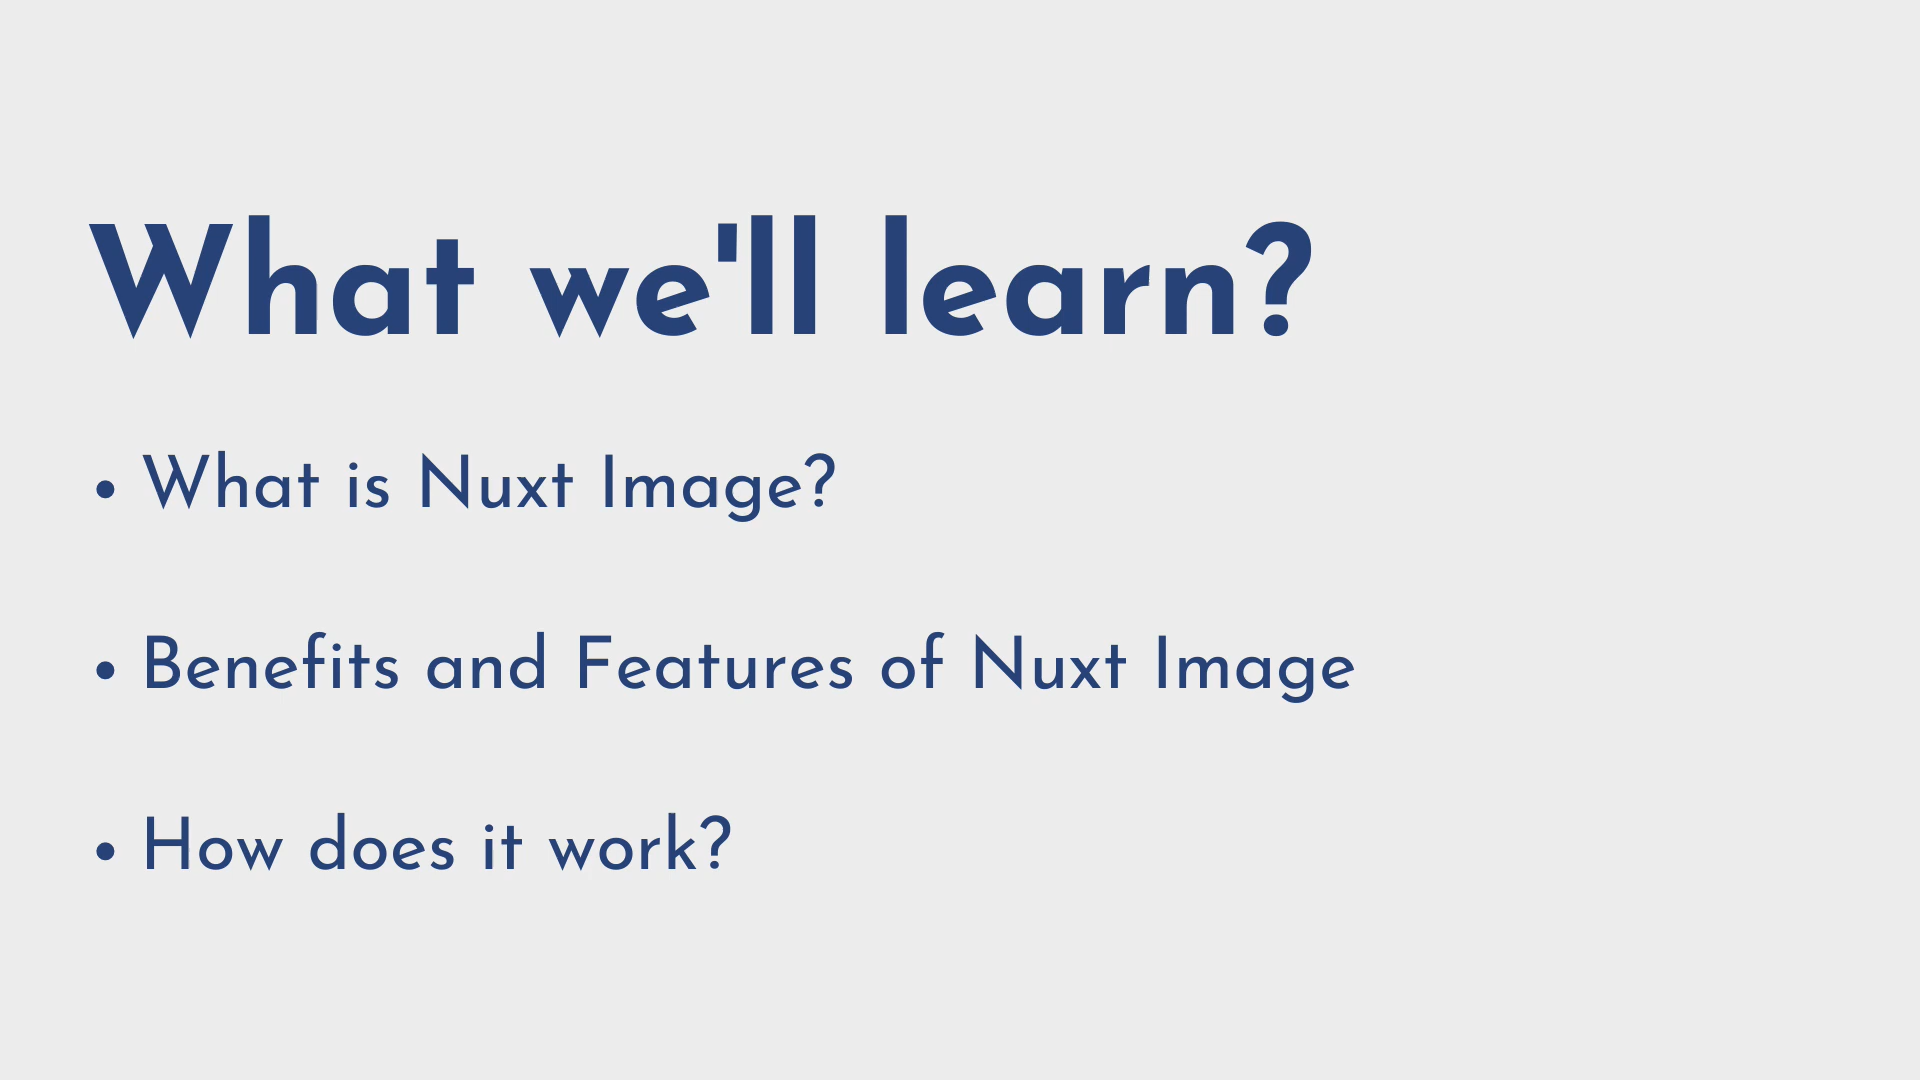 What we'll learn?
• What is Nuxt Image?
• Benefits and Features of Nuxt Image
• How does it work?